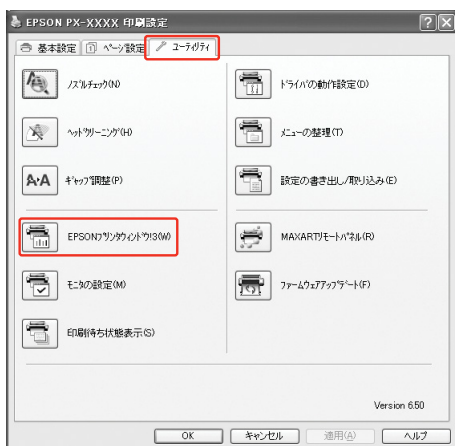 EPSON PX-XXXX 印刷設定
基本設定 ページ設定 ユーティリティ
ノズルチェック(N)
ヘッドクリーニング(H)
ギャップ調整(P)
EPSONプリンタウィンドウ!3(W)
モニタの設定(M)
印刷待ち状態表示(S)
ドライバの動作設定(D)
メニューの整理(T)
設定の書き出し/取り込み(E)
MAXARTリモートパネル(R)
ファームウェアアップデート(F)
Version 6.50
OK キャンセル 適用(A) ヘルプ